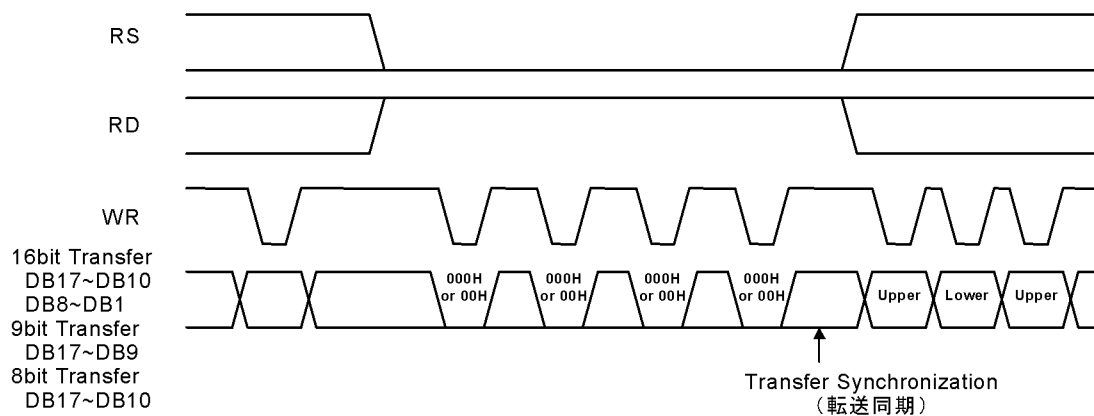 RS
RD
WR
16bit Transfer
DB17~DB10
DB8~DB1
9bit Transfer
DB17~DB9
8bit Transfer
DB17~DB10
000H 000H 000H 000H
or 00H or 00H or 00H or 00H
Upper Lower Upper
Transfer Synchronization
(転送同期)